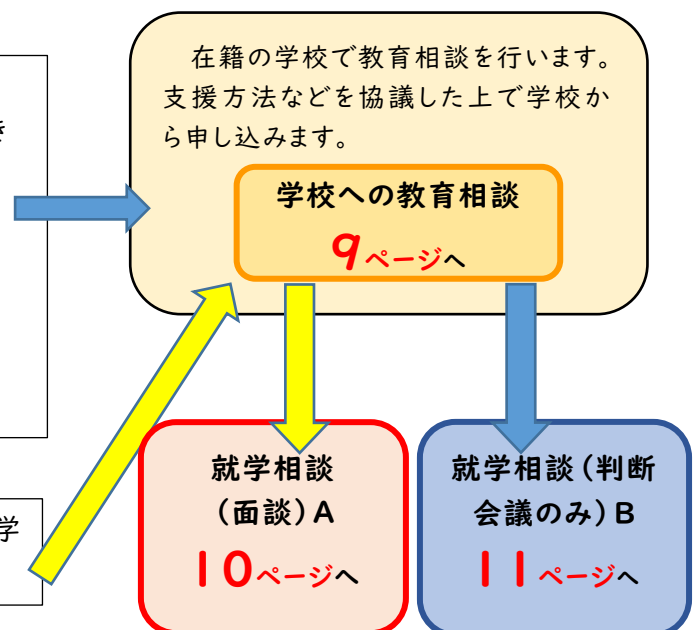 在籍の学校で教育相談を行います。
支援方法などを協議した上で学校か
ら申し込みます。
き
学校への教育相談
9ページへ
就学相談
(面談)A
10ページへ
就学相談(判断
会議のみ)B
11ページへ
学